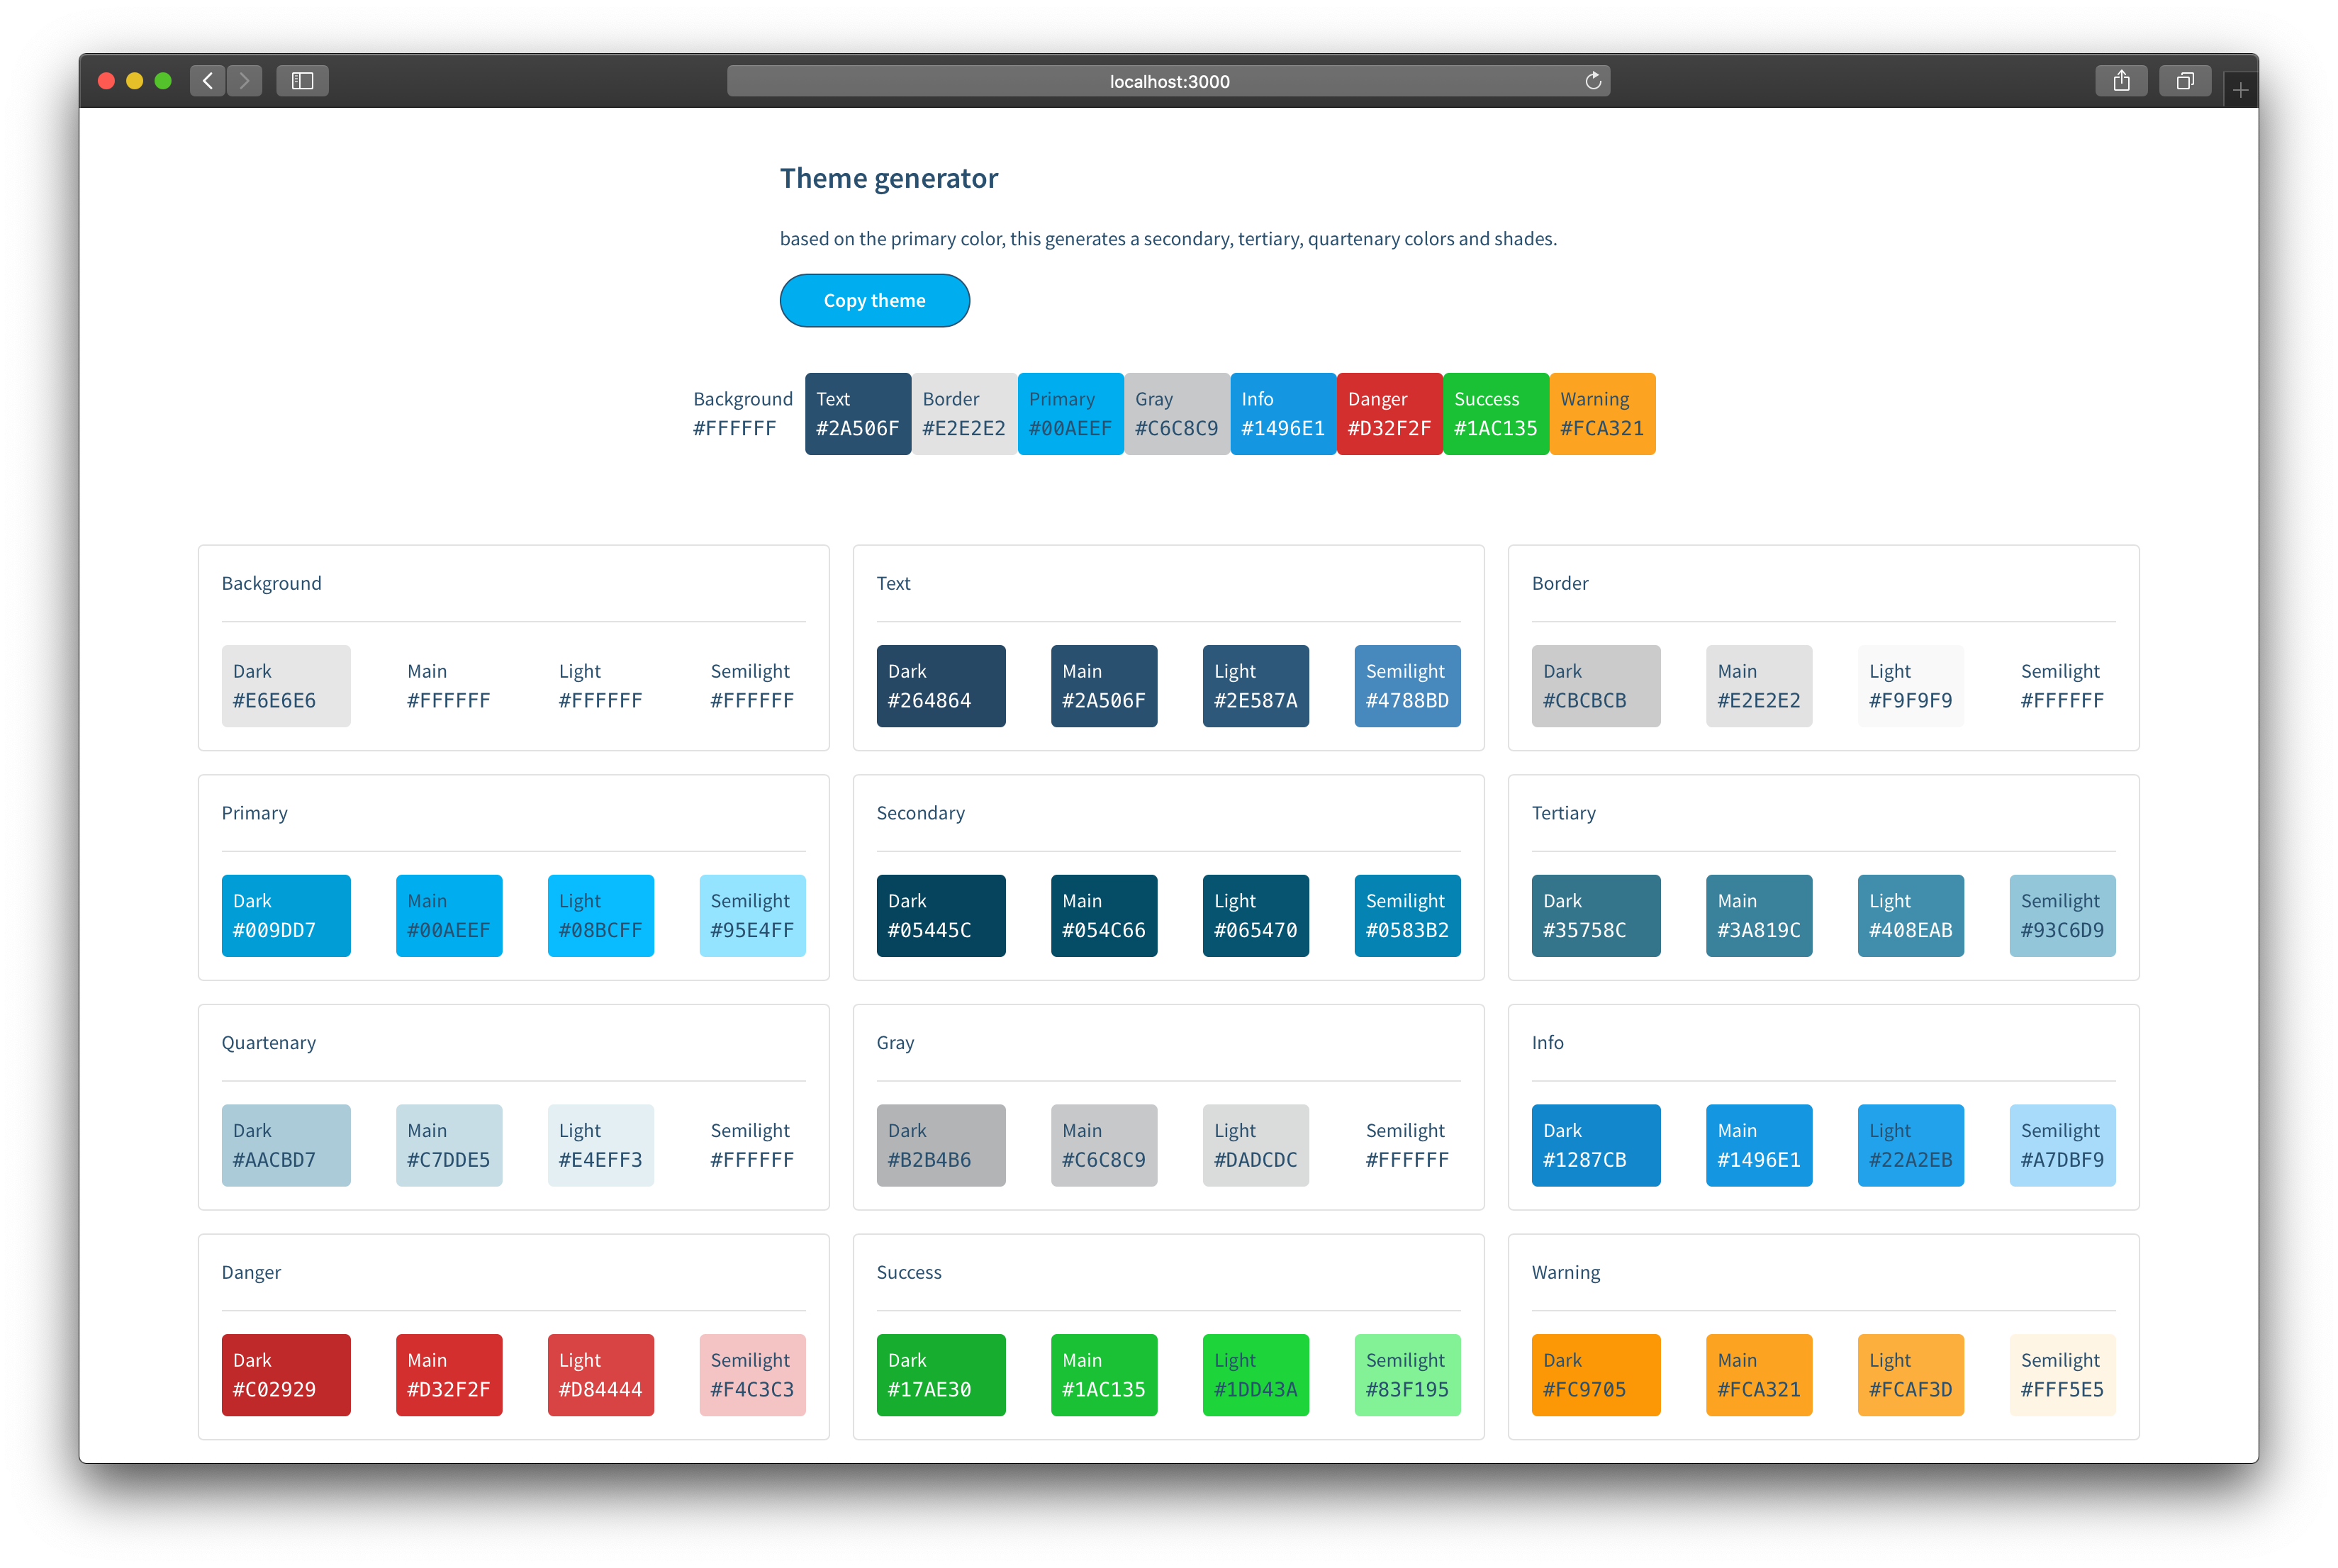 localhost:3000
Theme generator
based on the primary color, this generates a secondary, tertiary, quartenary colors and shades.
Copy theme
Background Text Border Primary Gray Info Danger Success Warning
#FFFFFF #2A506F #E2E2E2 #00AEEF #C6C8C9 #1496E1 #D32F2F #1AC135 #FCA321
Background
Dark Main Light Semilight
#E6E6E6 #FFFFFF #FFFFFF #FFFFFF
Text
Dark Main Light Semilight
#264864 #2A506F #2E587A #4788BD
Border
Dark Main Light Semilight
#CBCBCB #E2E2E2 #F9F9F9 #FFFFFF
Primary
Dark Main Light Semilight
#009DD7 #00AEEF #08BCFF #95E4FF
Secondary
Dark Main Light Semilight
#05445C #054C66 #065470 #0583B2
Tertiary
Dark Main Light Semilight
#35758C #3A819C #408EAB #93C6D9
Quartenary
Dark Main Light Semilight
#AACBD7 #C7DDE5 #E4EFF3 #FFFFFF
Gray
Dark Main Light Semilight
#B2B4B6 #C6C8C9 #DADCDC #FFFFFF
Info
Dark Main Light Semilight
#1287CB #1496E1 #22A2EB #A7DBF9
Danger
Dark Main Light Semilight
#C02929 #D32F2F #D84444 #F4C3C3
Success
Dark Main Light Semilight
#17AE30 #1AC135 #1DD43A #83F195
Warning
Dark Main Light Semilight
#FC9705 #FCA321 #FCAF3D #FFF5E5